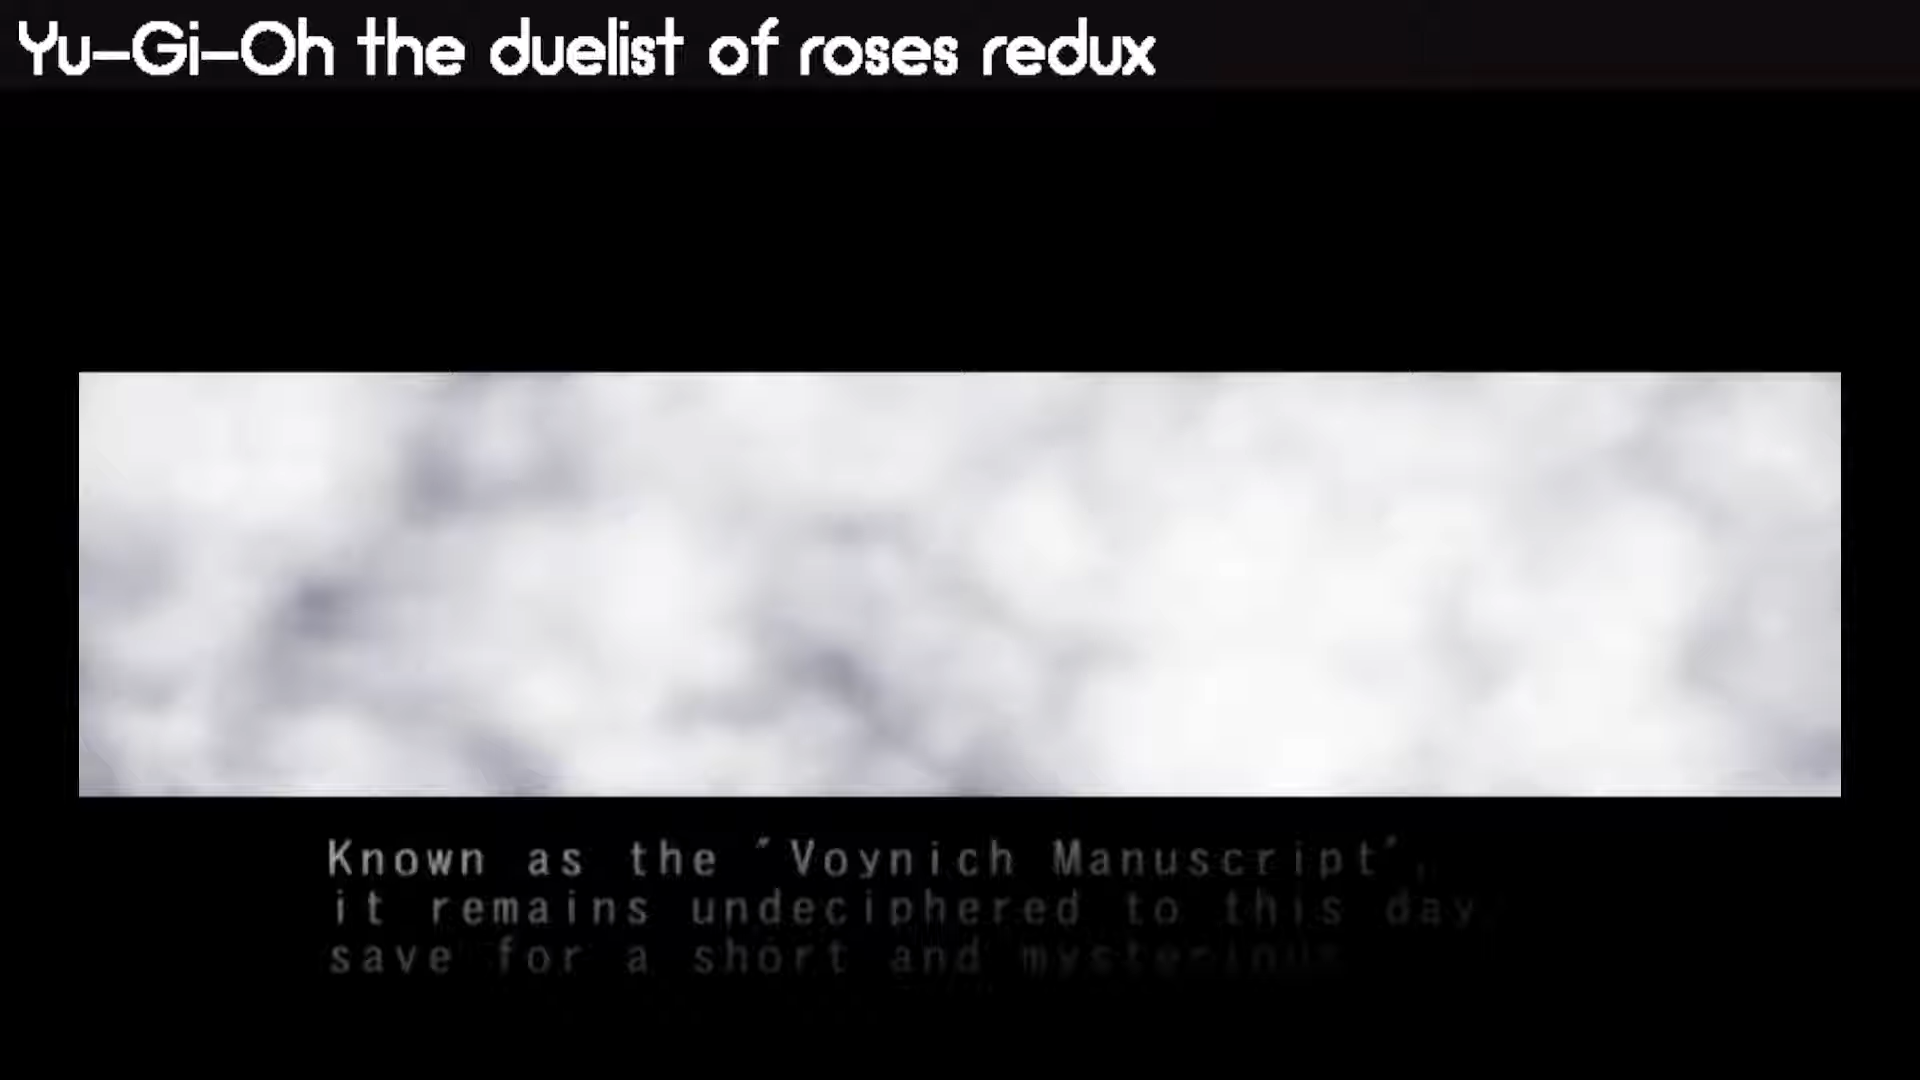 Yu-Gi-Oh the duelist of roses redux
Known as the "Voynich Manuscript",
it remains undeciphered to this day,
save for a short and mysterious